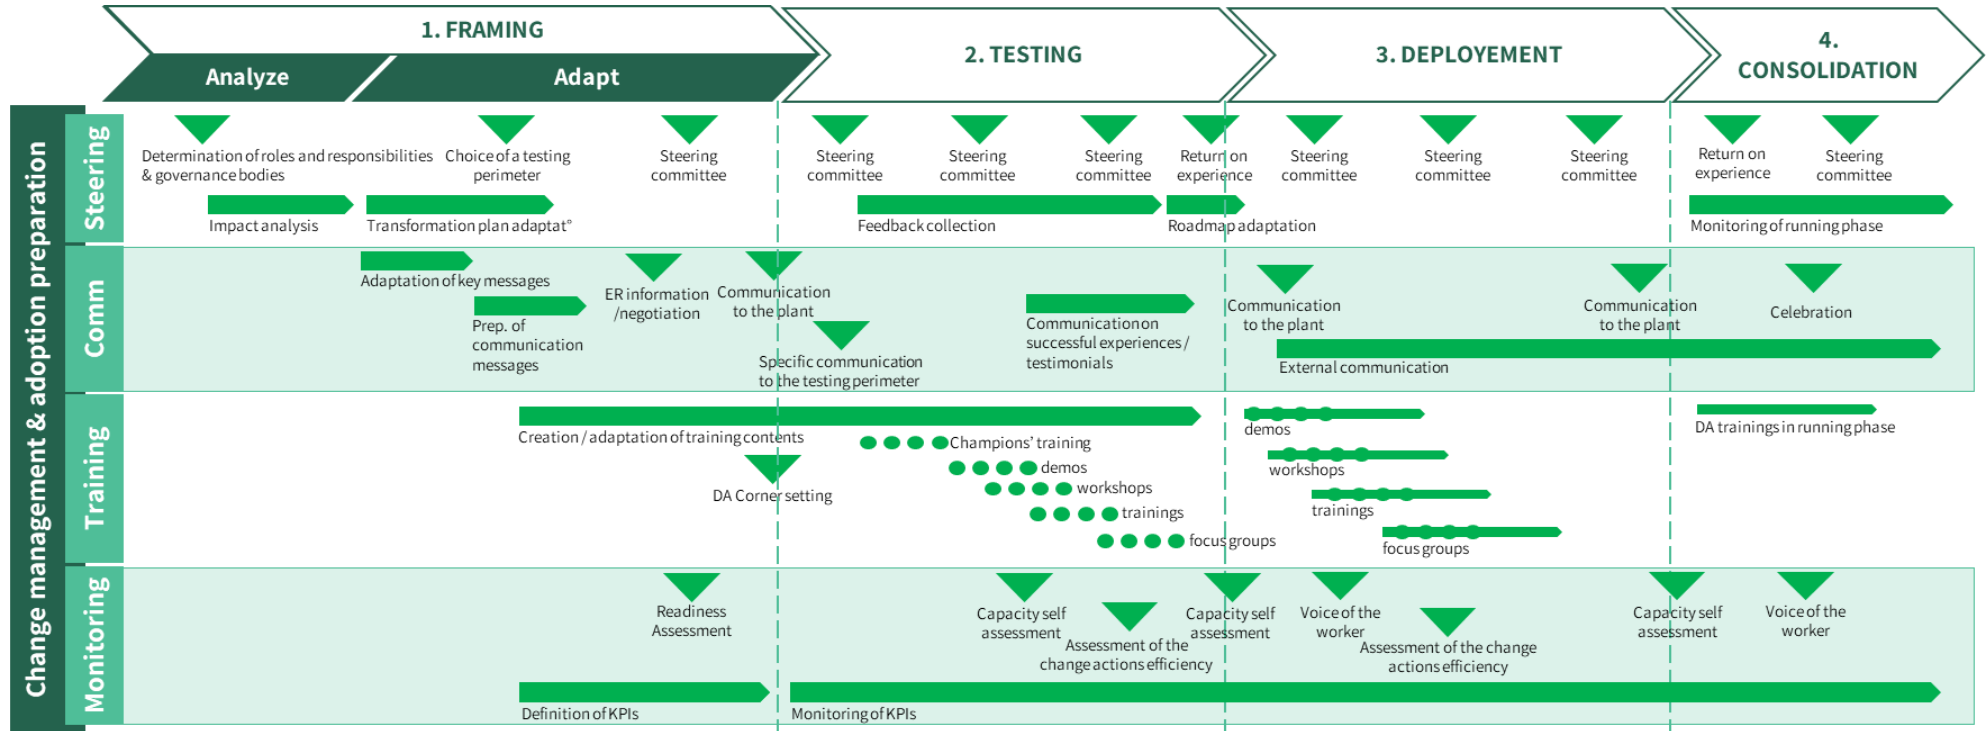 1. FRAMING
Analyze
Adapt
2. TESTING
3. DEPLOYEMENT
4.
CONSOLIDATION
Change management & adoption preparation
Steering
Determination of roles and responsibilities
& governance bodies
Choice of a testing
perimeter
Steering
committee
Steering
committee
Steering
committee
Steering
committee
Return on
experience
Steering
committee
Steering
committee
Steering
committee
Return on
experience
Steering
committee
Impact analysis
Transformation plan adaptat°
Feedback collection
Roadmap adaptation
Monitoring of running phase
Comm
Adaptation of key messages
Prep. of
communication
messages
ER information
/negotiation
Communication
to the plant
Specific communication
to the testing perimeter
Communication on
successful experiences /
testimonials
Communication
to the plant
Communication
to the plant
Celebration
External communication
Training
Creation / adaptation of training contents
DA Corner setting
Champions' training
demos
workshops
trainings
focus groups
demos
workshops
trainings
focus groups
DA trainings in running phase
Monitoring
Readiness
Assessment
Capacity self
assessment
Assessment of the
change actions efficiency
Capacity self
assessment
Voice of the
worker
Assessment of the change
actions efficiency
Capacity self
assessment
Voice of the
worker
Definition of KPIs
Monitoring of KPIs